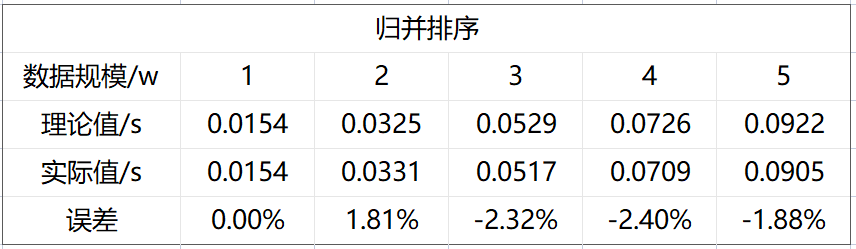 归并排序
数据规模/w 1 2 3 4 5
理论值/s 0.0154 0.0325 0.0529 0.0726 0.0922
实际值/s 0.0154 0.0331 0.0517 0.0709 0.0905
误差 0.00% 1.81% -2.32% -2.40% -1.88%